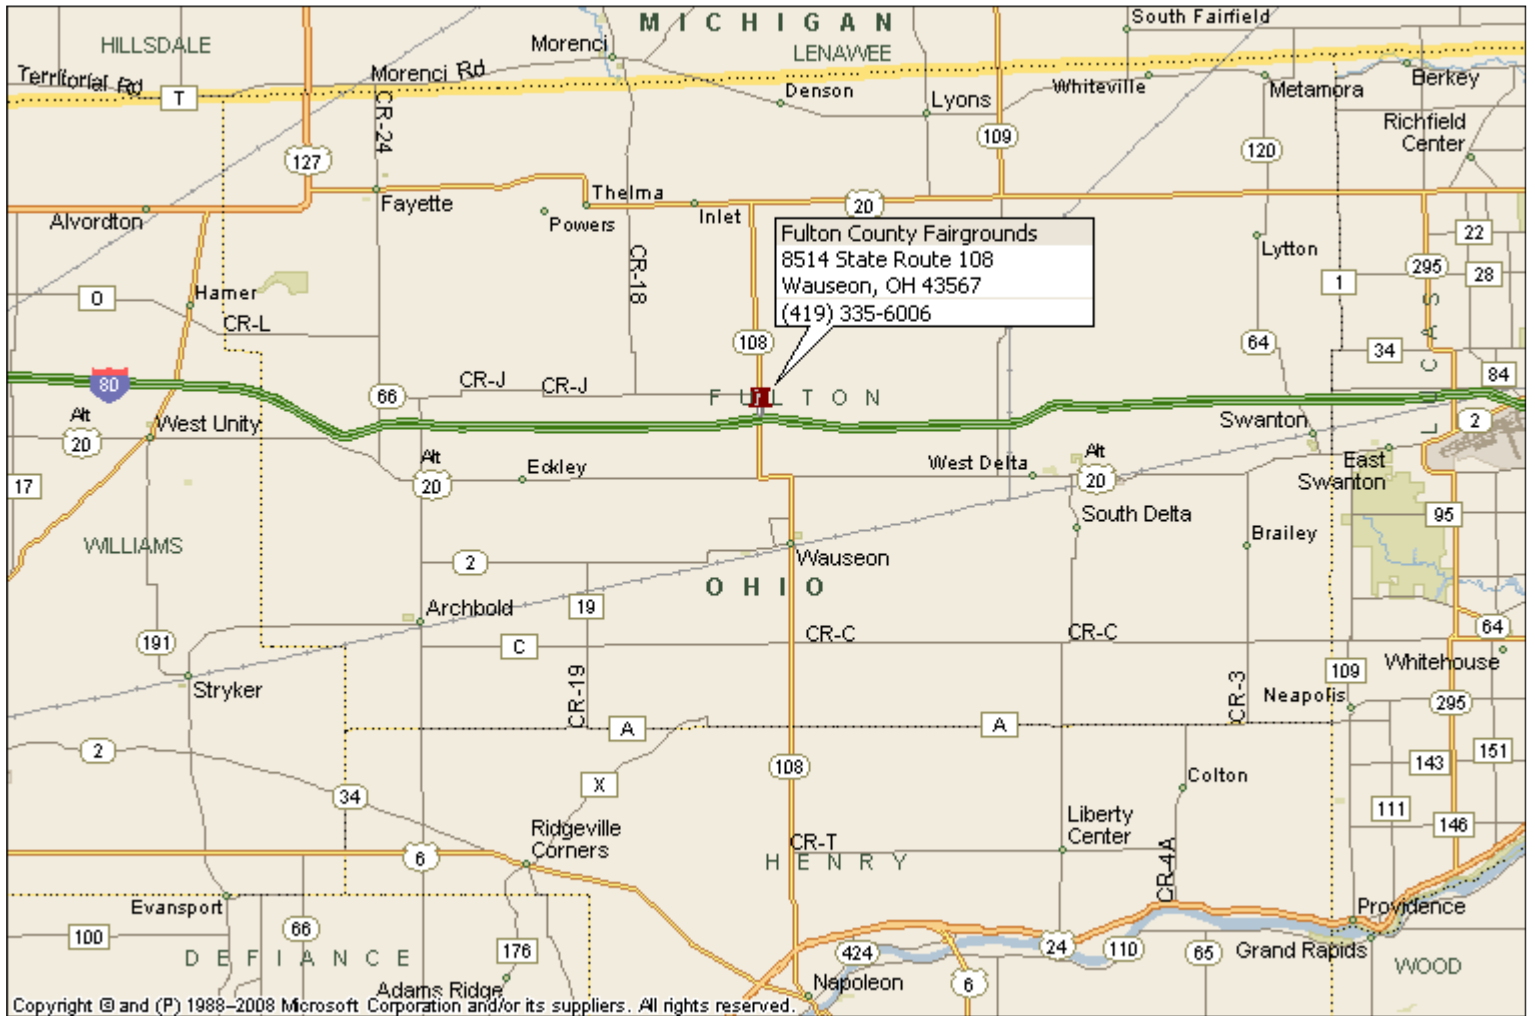 MICHIGAN
South Fairfield
HILLSDALE
Morenci
LENAWEE
Territorial Rd
Morenci Rd
T
Denson
Lyons
Whiteville
Metamora
Berkey
CR-24
109
Richfield
Center
127
120
Thelma
Fayette
Inlet
20
Alvordton
Powers
Fulton County Fairgrounds
8514 State Route 108
Wauseon, OH 43567
(419) 335-6006
22
Lytton
CR-18
295
28
1
O
Hamer
CR-L
108
64
34
LUCAS
80
66
CR-J
CR-J
FULTON
84
Alt
20
West Unity
Swanton
2
Alt
20
Eckley
West Delta
Alt
20
East
Swanton
17
South Delta
95
WILLIAMS
Brailey
2
Wauseon
OHIO
19
Archbold
191
C
CR-C
CR-C
64
Whitehouse
109
Stryker
CR-19
CR-3
Neapolis
295
A
A
2
108
151
143
X
Colton
34
111
Liberty
Center
146
Ridgeville
Corners
6
CR-T
HENRY
CR-4A
Evansport
Providence
100
66
176
424
24
110
65
Grand Rapids
DEFIANCE
WOOD
Adams Ridge
Napoleon
6
Copyright © and (P) 1988–2008 Microsoft Corporation and/or its suppliers. All rights reserved.